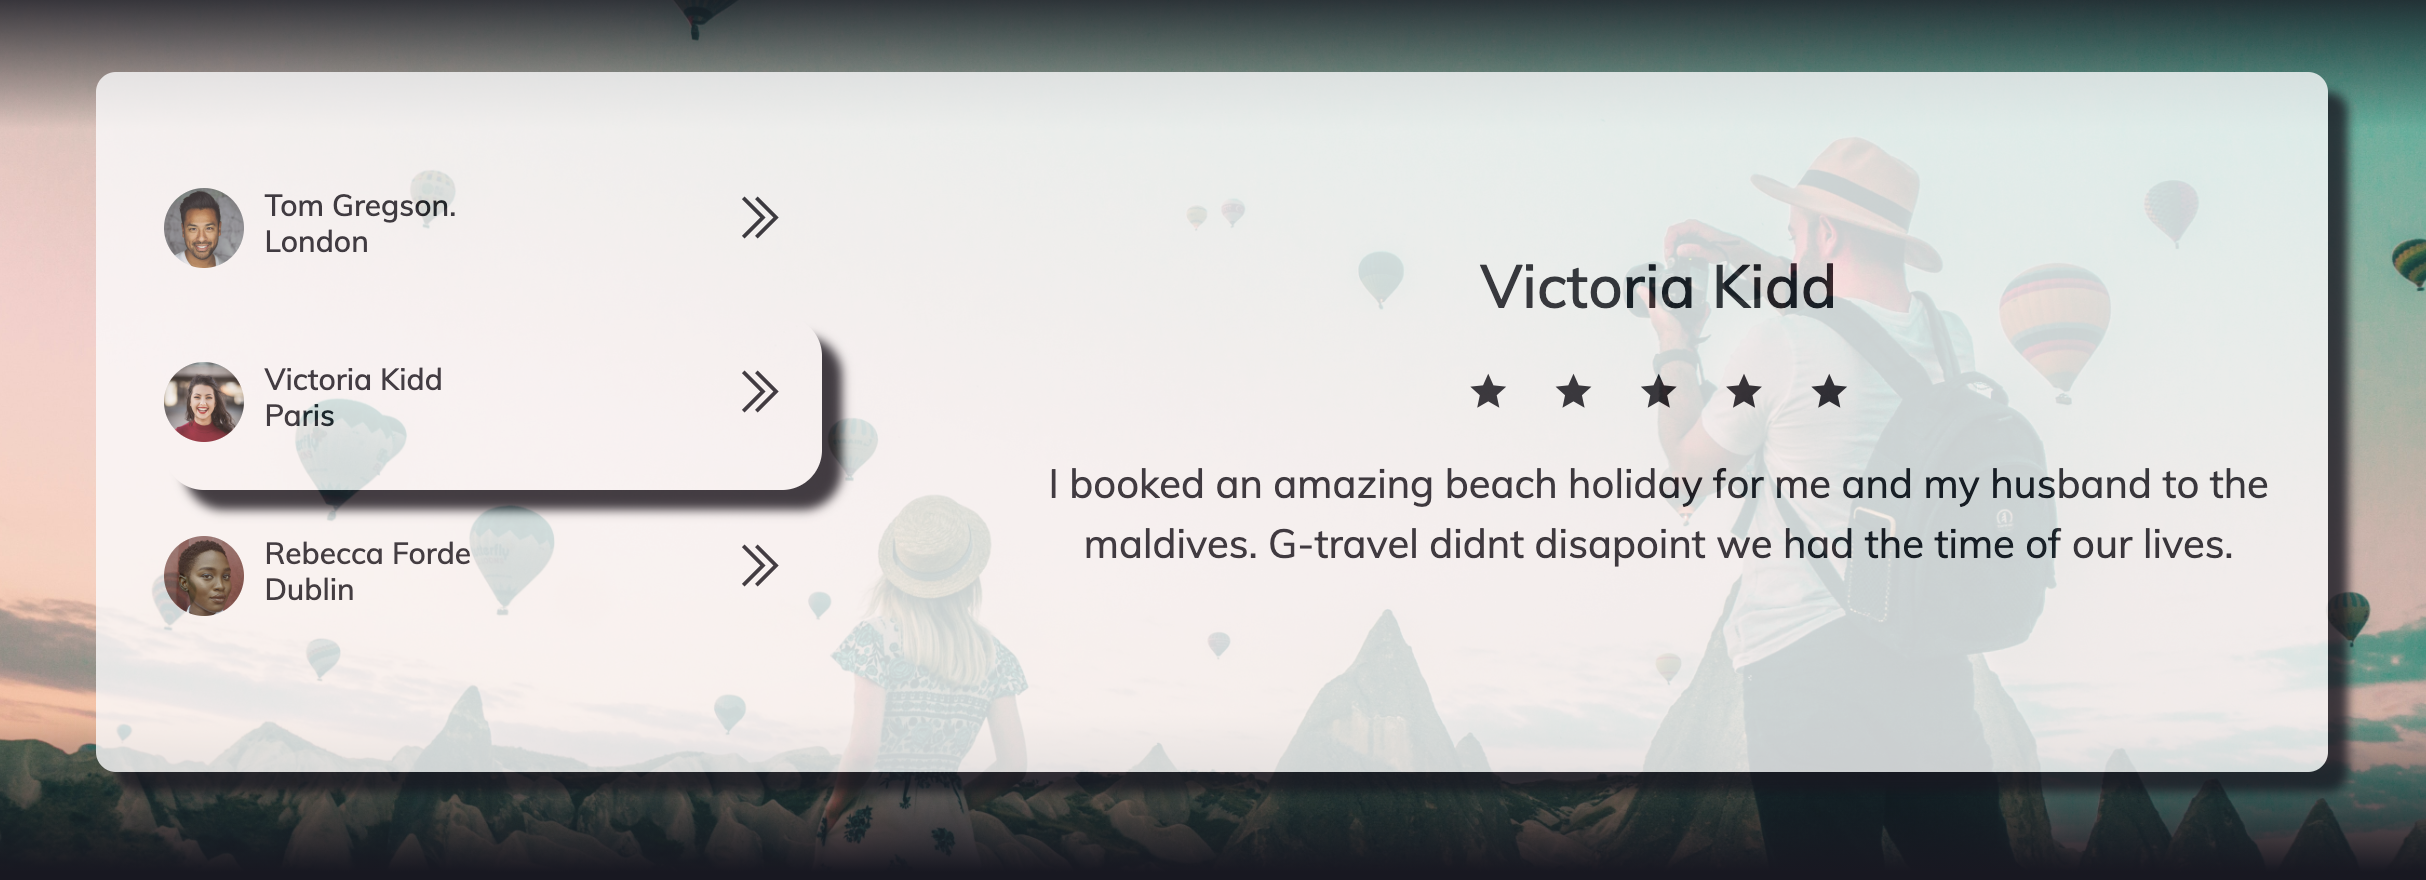 Tom Gregson.
London
Victoria Kidd
Paris
Rebecca Forde
Dublin
Victoria Kidd
I booked an amazing beach holiday for me and my husband to the
maldives. G-travel didnt disapoint we had the time of our lives.